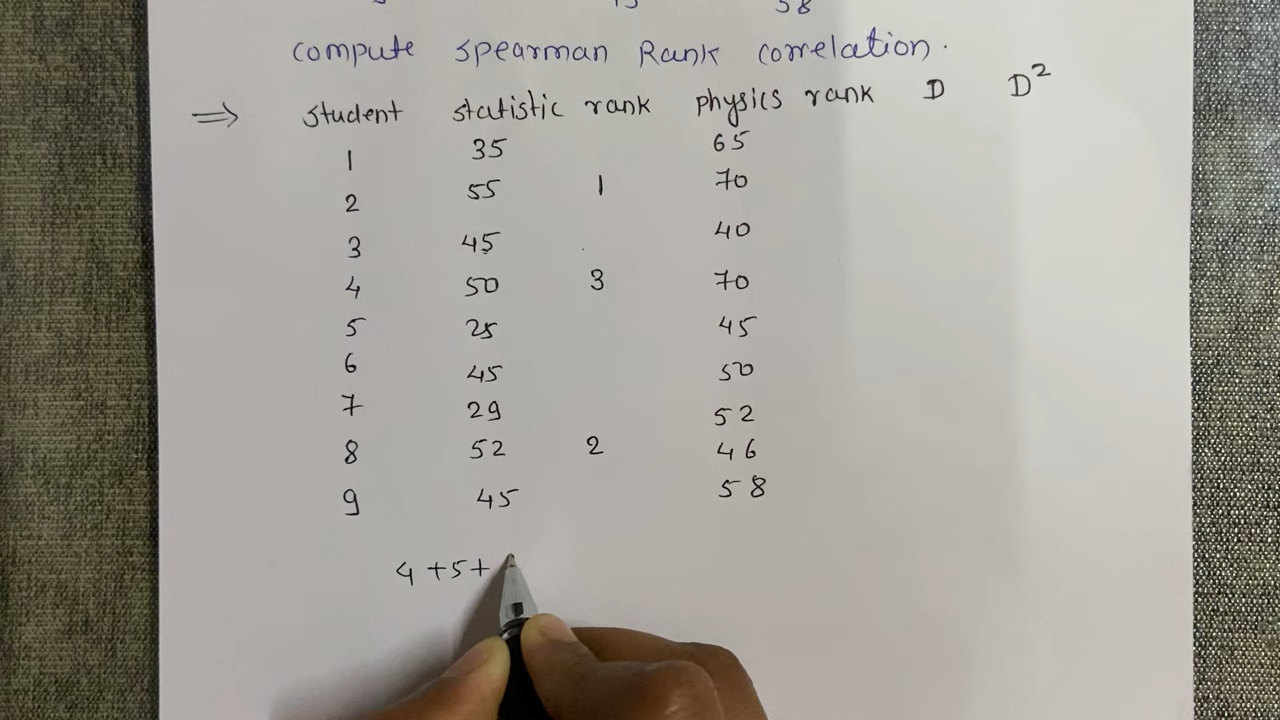 58
compute spearman Rank correlation.
⇒ student statistic rank physics rank D D²
1 35 65
2 55 1 70
3 45 40
4 50 3 70
5 25 45
6 45 50
7 29 52
8 52 2 46
9 45 58
4 + 5 +